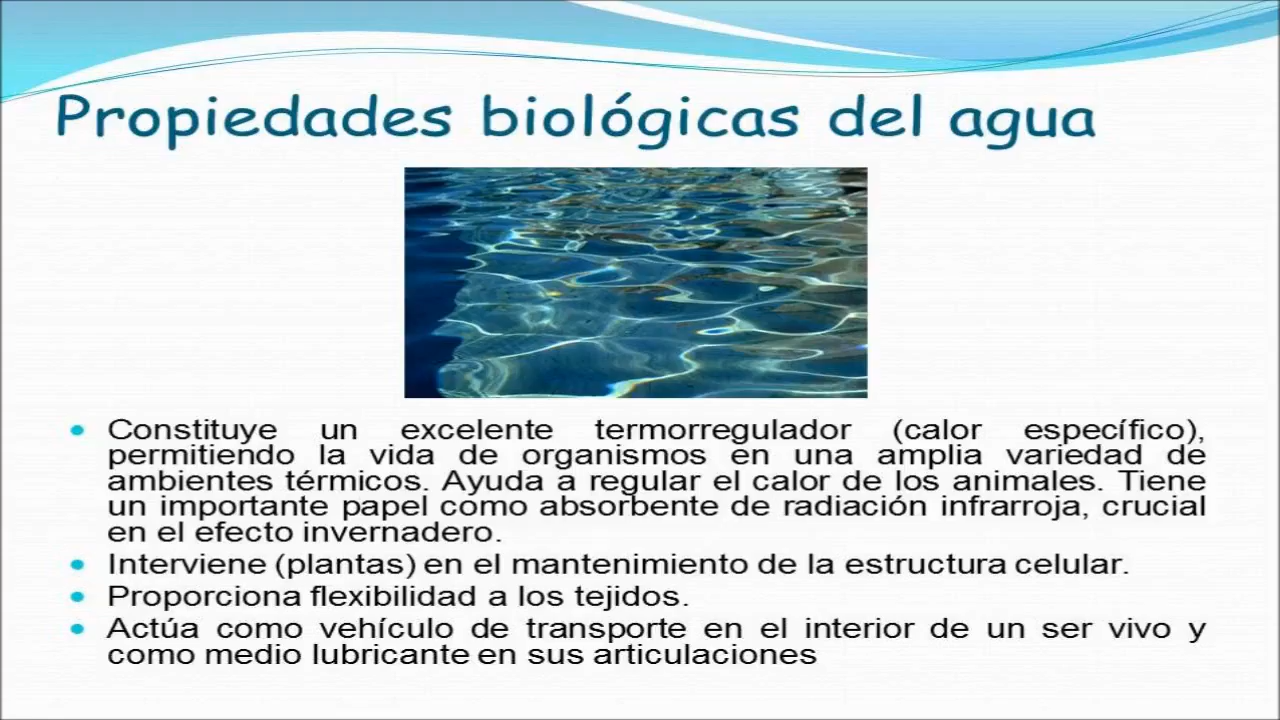 Propiedades biológicas del agua
• Constituye un excelente termorregulador (calor específico),
permitiendo la vida de organismos en una amplia variedad de
ambientes térmicos. Ayuda a regular el calor de los animales. Tiene
un importante papel como absorbente de radiación infrarroja, crucial
en el efecto invernadero.
• Interviene (plantas) en el mantenimiento de la estructura celular.
• Proporciona flexibilidad a los tejidos.
• Actúa como vehículo de transporte en el interior de un ser vivo y
como medio lubricante en sus articulaciones